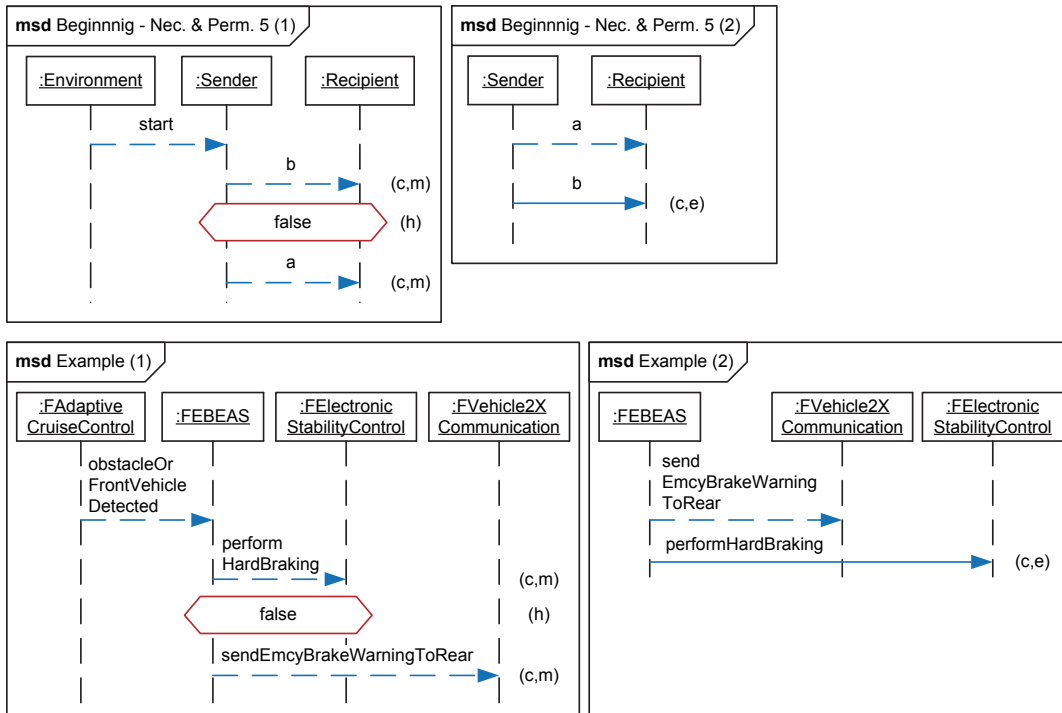 msd Beginnnig - Nec. & Perm. 5 (1)
:Environment
:Sender
:Recipient
start
b
(c,m)
false
(h)
a
(c,m)
msd Beginnnig - Nec. & Perm. 5 (2)
:Sender
:Recipient
a
b
(c,e)
msd Example (1)
:FAdaptive
CruiseControl
:FEBEAS
:FElectronic
StabilityControl
:FVehicle2X
Communication
obstacleOr
FrontVehicle
Detected
perform
HardBraking
(c,m)
false
(h)
sendEmcyBrakeWarningToRear
(c,m)
msd Example (2)
:FEBEAS
:FVehicle2X
Communication
:FElectronic
StabilityControl
send
EmcyBrakeWarning
ToRear
performHardBraking
(c,e)